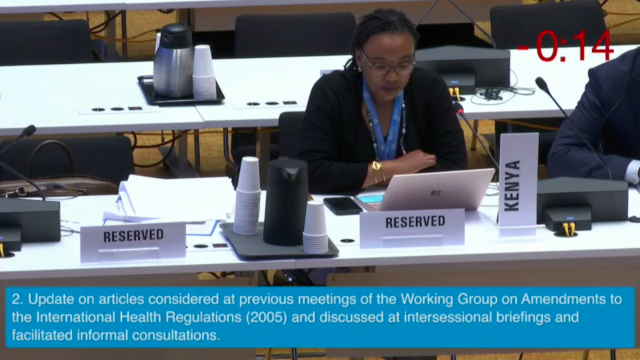 -0:14
KENYA
RESERVED
RESERVED
2. Update on articles considered at previous meetings of the Working Group on Amendments to
the International Health Regulations (2005) and discussed at intersessional briefings and
facilitated informal consultations.